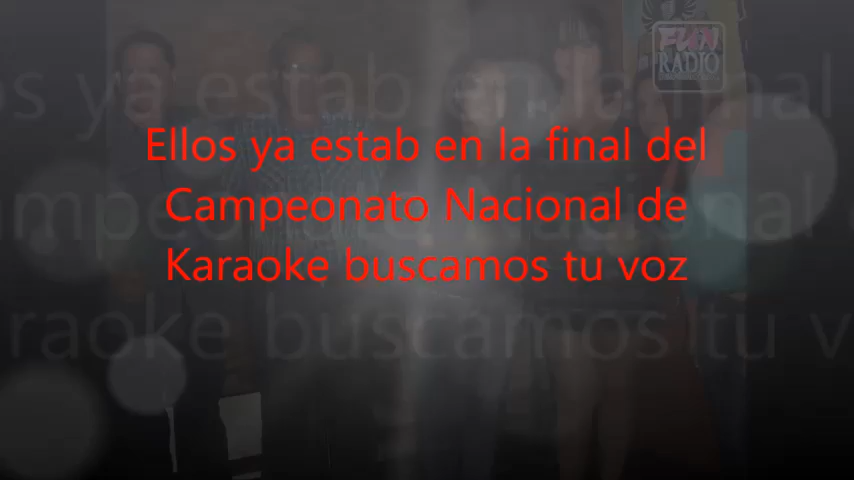 FUN
RADIO
Ellos ya estab en la final del
Campeonato Nacional de
Karaoke buscamos tu voz